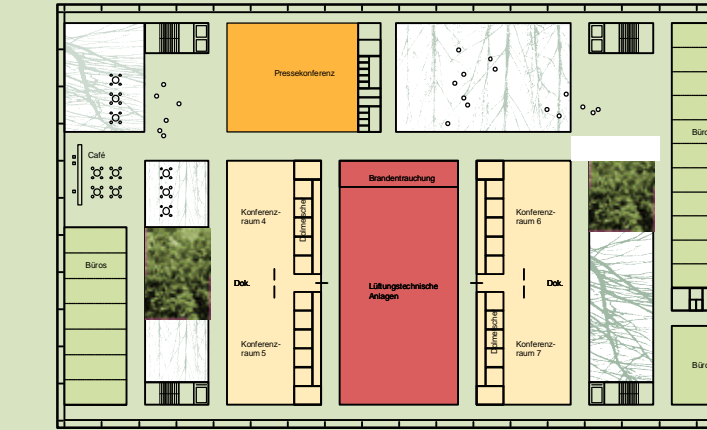 Pressekonferenz
Büros
Café
Brandentrauchung
Konferenz-
raum 4
Dolmetscher
Konferenz-
raum 6
Büros
Dok.
Lüftungstechnische
Anlagen
Dok.
Konferenz-
raum 5
Dolmetscher
Konferenz-
raum 7
Büros